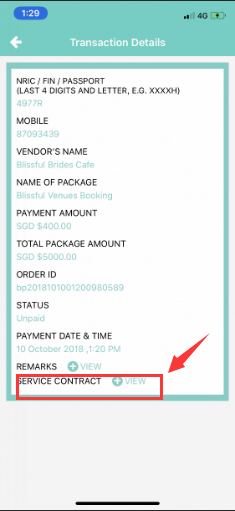 1:29
4G
Transaction Details
NRIC / FIN / PASSPORT
(LAST 4 DIGITS AND LETTER, E.G. XXXXH)
4977R
MOBILE
87093439
VENDOR'S NAME
Blissful Brides Cafe
NAME OF PACKAGE
Blissful Venues Booking
PAYMENT AMOUNT
SGD $400.00
TOTAL PACKAGE AMOUNT
SGD $5000.00
ORDER ID
bp2018101001200980589
STATUS
Unpaid
PAYMENT DATE & TIME
10 October 2018 ,1:20 PM
REMARKS VIEW
SERVICE CONTRACT VIEW